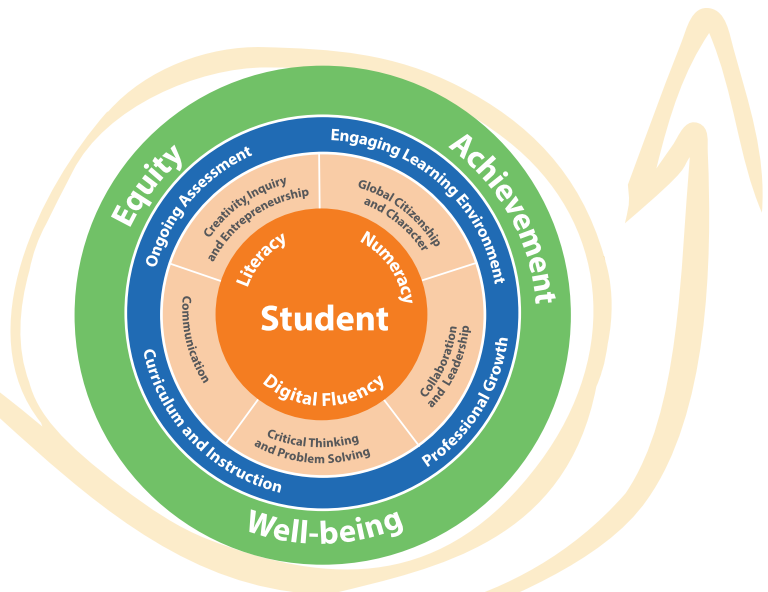 Equity
Achievement
Well-being
Ongoing Assessment
Engaging Learning Environment
Professional Growth
Curriculum and Instruction
Creativity, Inquiry
and Entrepreneurship
Global Citizenship
and Character
Collaboration
and Leadership
Critical Thinking
and Problem Solving
Communication
Literacy
Numeracy
Student
Digital Fluency